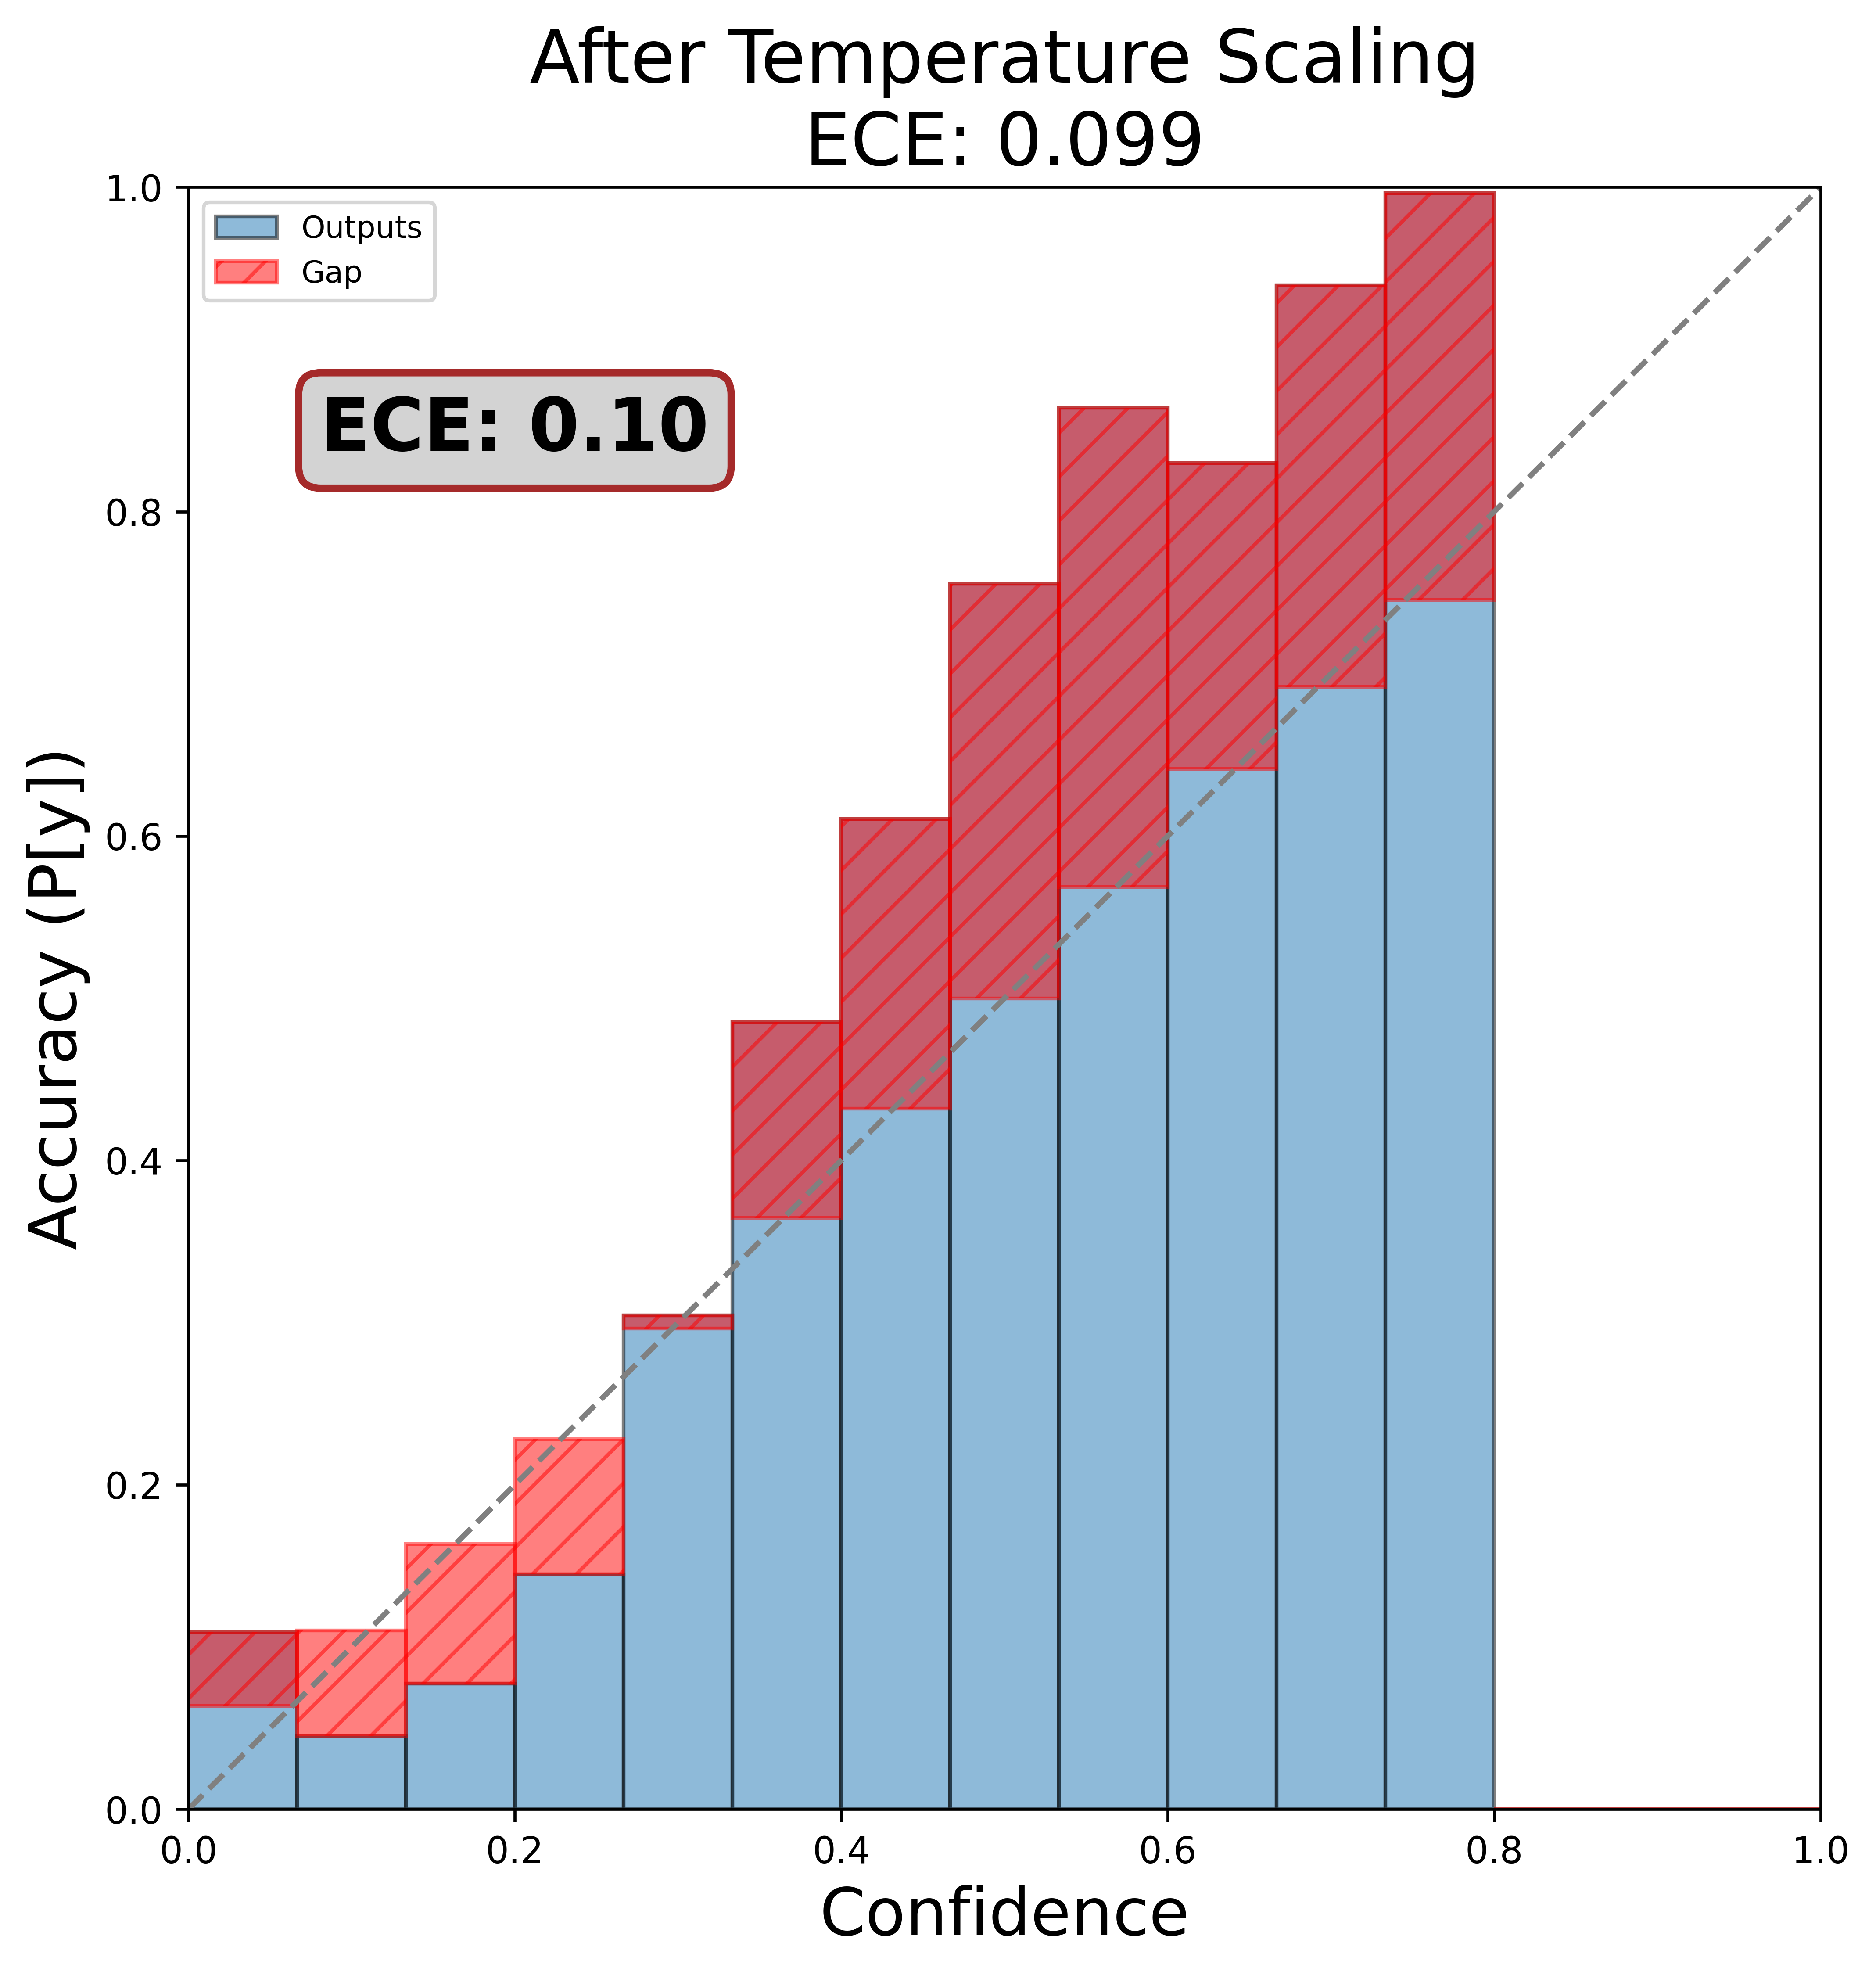 After Temperature Scaling
ECE: 0.099
Outputs
Gap
ECE: 0.10
Accuracy (P[y])
1.0
0.8
0.6
0.4
0.2
0.0
0.0 0.2 0.4 0.6 0.8 1.0
Confidence